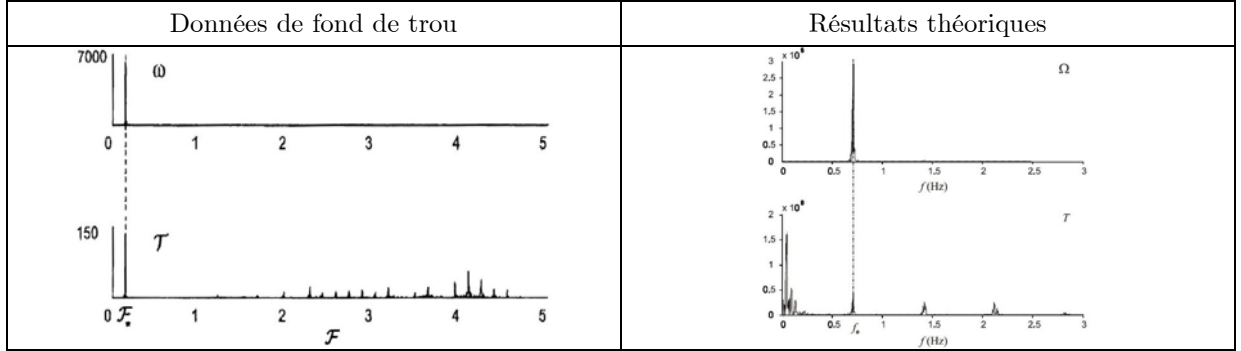 Données de fond de trou
Résultats théoriques
7000
ω
0 1 2 3 4 5
150
𝒯
0 ℱ* 1 2 3 4 5
ℱ
x 10⁶
3
2.5
2
1.5
1
0.5
0
Ω
0 0.5 1 1.5 2 2.5 3
f (Hz)
x 10⁶
2
1.5
1
0.5
0
T
0 0.5 f* 1 1.5 2 2.5 3
f (Hz)